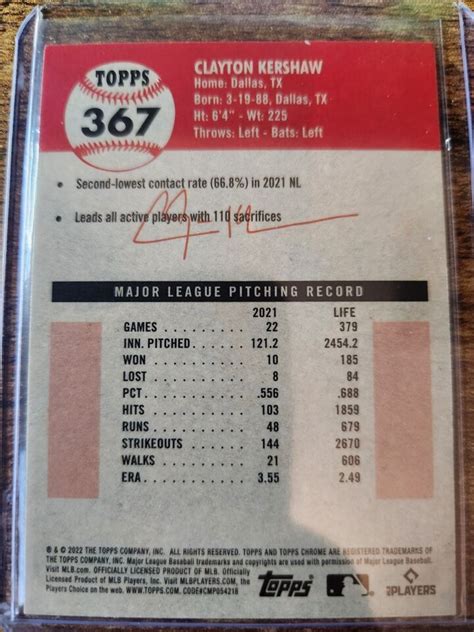 TOPPS
367
CLAYTON KERSHAW
Home: Dallas, TX
Born: 3-19-88, Dallas, TX
Ht: 6'4" - Wt: 225
Throws: Left - Bats: Left
• Second-lowest contact rate (66.8%) in 2021 NL
• Leads all active players with 110 sacrifices
MAJOR LEAGUE PITCHING RECORD
2021 LIFE
GAMES . . . . . . . . . 22 379
INN. PITCHED . . . . . . 121.2 2454.2
WON . . . . . . . . . . 10 185
LOST . . . . . . . . . . 8 84
PCT . . . . . . . . . . .556 .688
HITS . . . . . . . . . . 103 1859
RUNS . . . . . . . . . . 48 679
STRIKEOUTS . . . . . . . 144 2670
WALKS . . . . . . . . . 21 606
ERA . . . . . . . . . . 3.55 2.49
® & © 2022 THE TOPPS COMPANY, INC. ALL RIGHTS RESERVED. TOPPS AND TOPPS CHROME ARE REGISTERED TRADEMARKS OF
THE TOPPS COMPANY, INC. Major League Baseball trademarks and copyrights are used with permission of Major League Baseball.
Visit MLB.com. OFFICIALLY LICENSED PRODUCT OF MLB Players, Inc. Officially
Licensed Product of MLB Players, Inc. Visit MLBPLAYERS.com, the
Players Choice on the web. WWW.TOPPS.COM. CODE#CMP054218
topps
PLAYERS